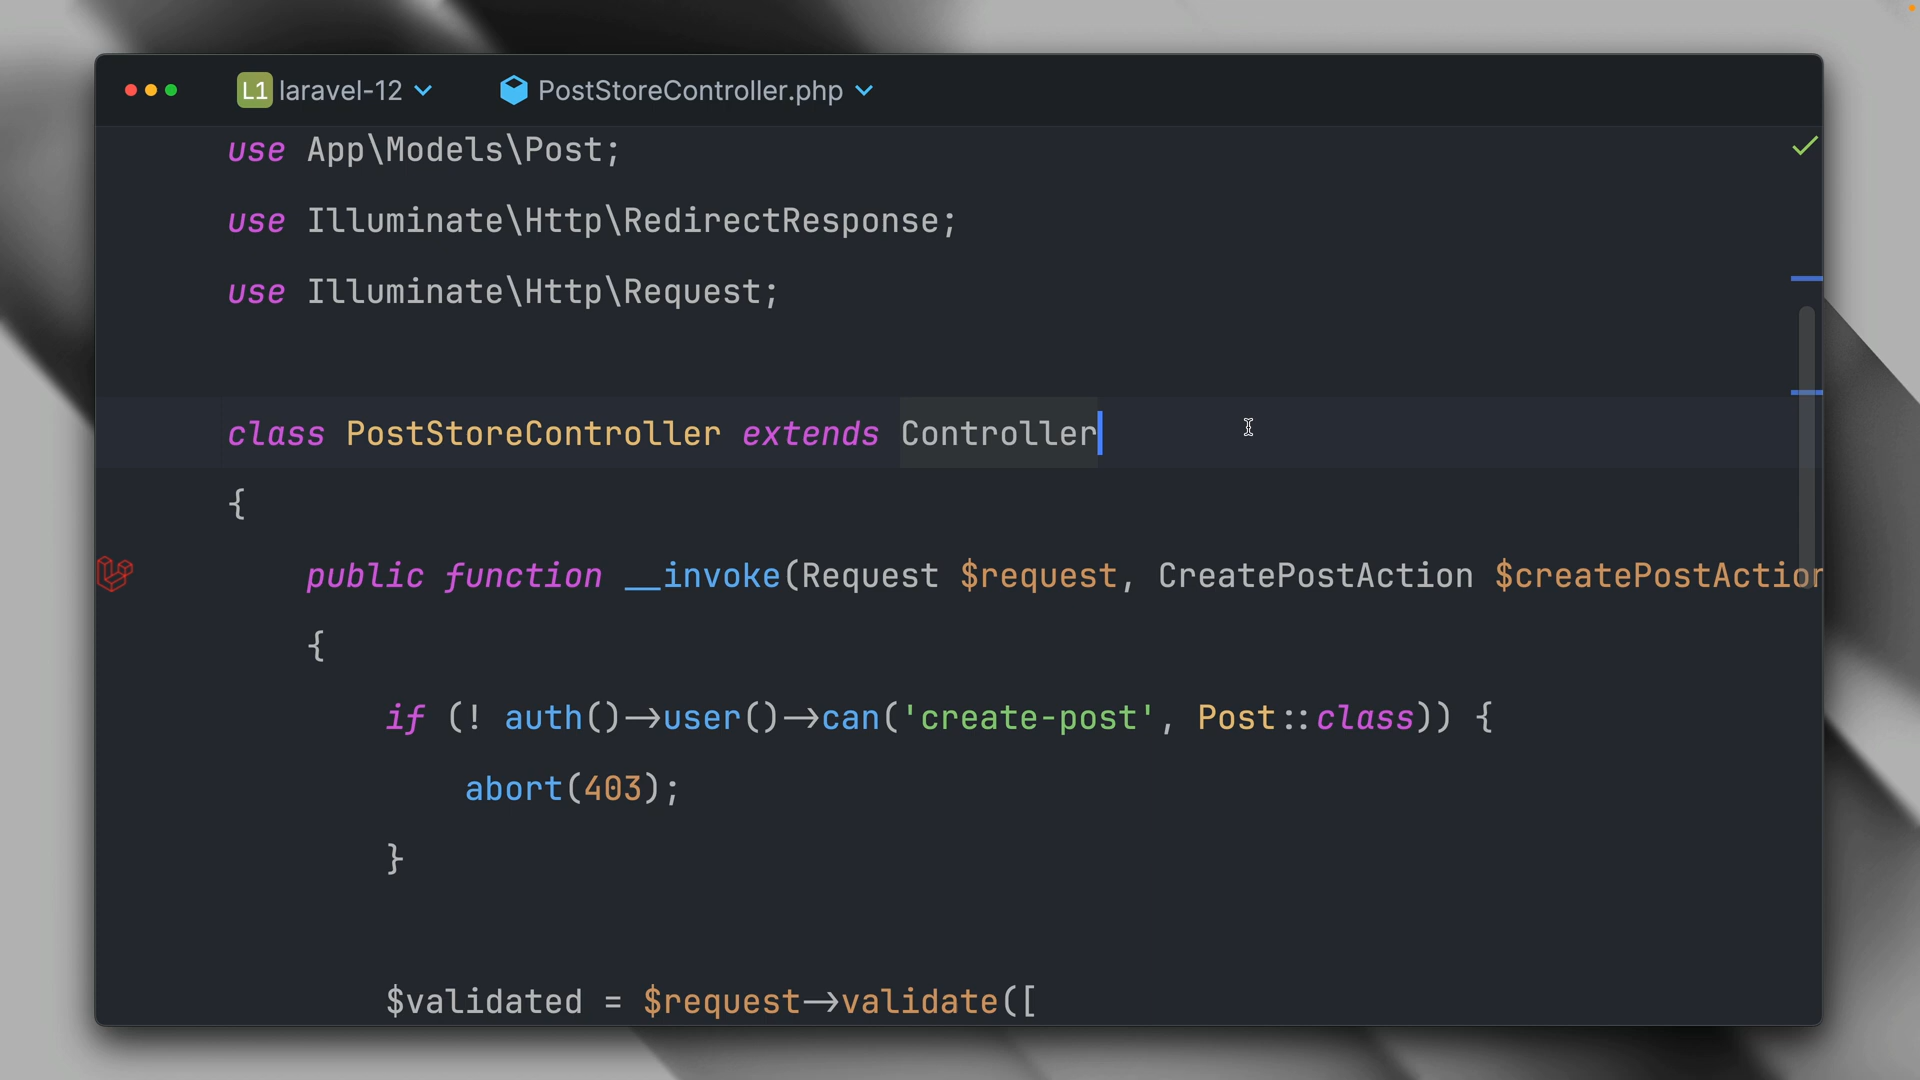 L1 laravel-12 PostStoreController.php
use App\Models\Post;
use Illuminate\Http\RedirectResponse;
use Illuminate\Http\Request;
class PostStoreController extends Controller
{
public function __invoke(Request $request, CreatePostAction $createPostAction
{
if (! auth()->user()->can('create-post', Post::class)) {
abort(403);
}
$validated = $request->validate([